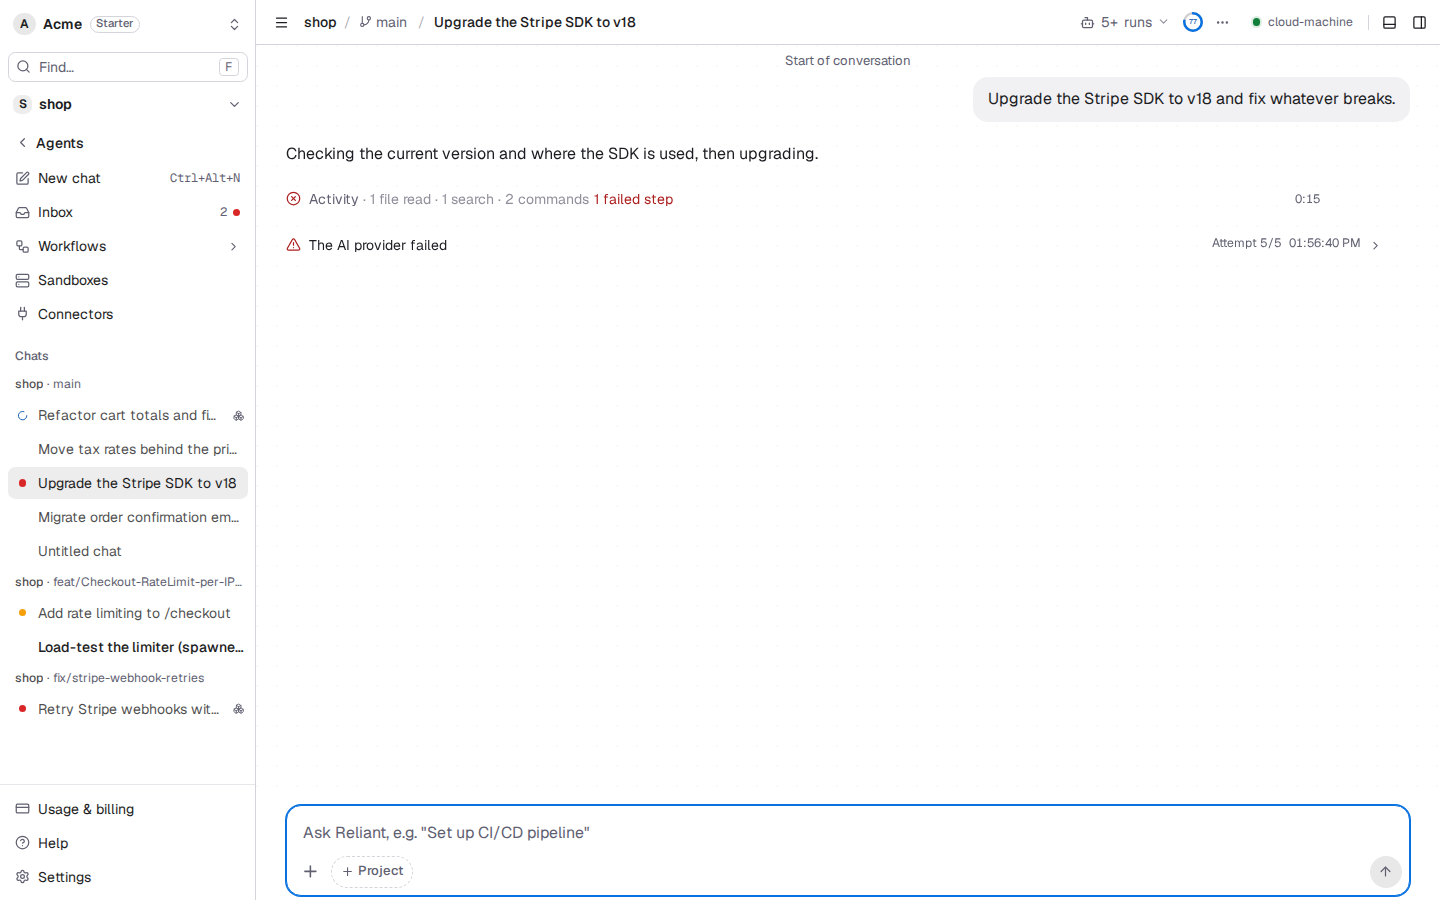 A Acme Starter
Find... F
S shop
Agents
New chat Ctrl+Alt+N
Inbox 2
Workflows
Sandboxes
Connectors
Chats
shop · main
Refactor cart totals and fi...
Move tax rates behind the pri...
Upgrade the Stripe SDK to v18
Migrate order confirmation em...
Untitled chat
shop · feat/Checkout-RateLimit-per-IP...
Add rate limiting to /checkout
Load-test the limiter (spawne...
shop · fix/stripe-webhook-retries
Retry Stripe webhooks wit...
Usage & billing
Help
Settings
shop / main / Upgrade the Stripe SDK to v18
5+ runs 77 cloud-machine
Start of conversation
Upgrade the Stripe SDK to v18 and fix whatever breaks.
Checking the current version and where the SDK is used, then upgrading.
Activity · 1 file read · 1 search · 2 commands 1 failed step 0:15
The AI provider failed Attempt 5/5 01:56:40 PM
Ask Reliant, e.g. "Set up CI/CD pipeline"
+ Project